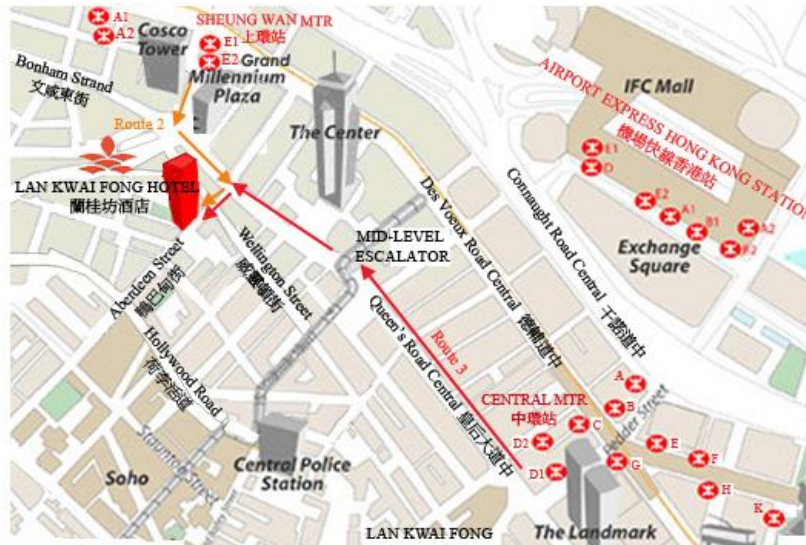 A1
A2
Cosco
Tower
SHEUNG WAN MTR
上環站
E1
E2
Grand
Millennium
Plaza
Bonham Strand
文咸東街
Route 2
The Center
LAN KWAI FONG HOTEL
蘭桂坊酒店
AIRPORT EXPRESS HONG KONG STATION
機場快線香港站
IFC Mall
E1
D
E2
A1
B1
A2
B2
Exchange
Square
Connaught Road Central 干諾道中
Des Voeux Road Central 德輔道中
MID-LEVEL
ESCALATOR
Aberdeen Street
鴨巴甸街
Wellington Street
威靈頓街
Hollywood Road
荷李活道
Queen's Road Central 皇后大道中
Route 3
CENTRAL MTR
中環站
A
B
C
D2
D1
Pedder Street
E
F
G
H
K
Staunton Street
Soho
Central Police
Station
LAN KWAI FONG
The Landmark